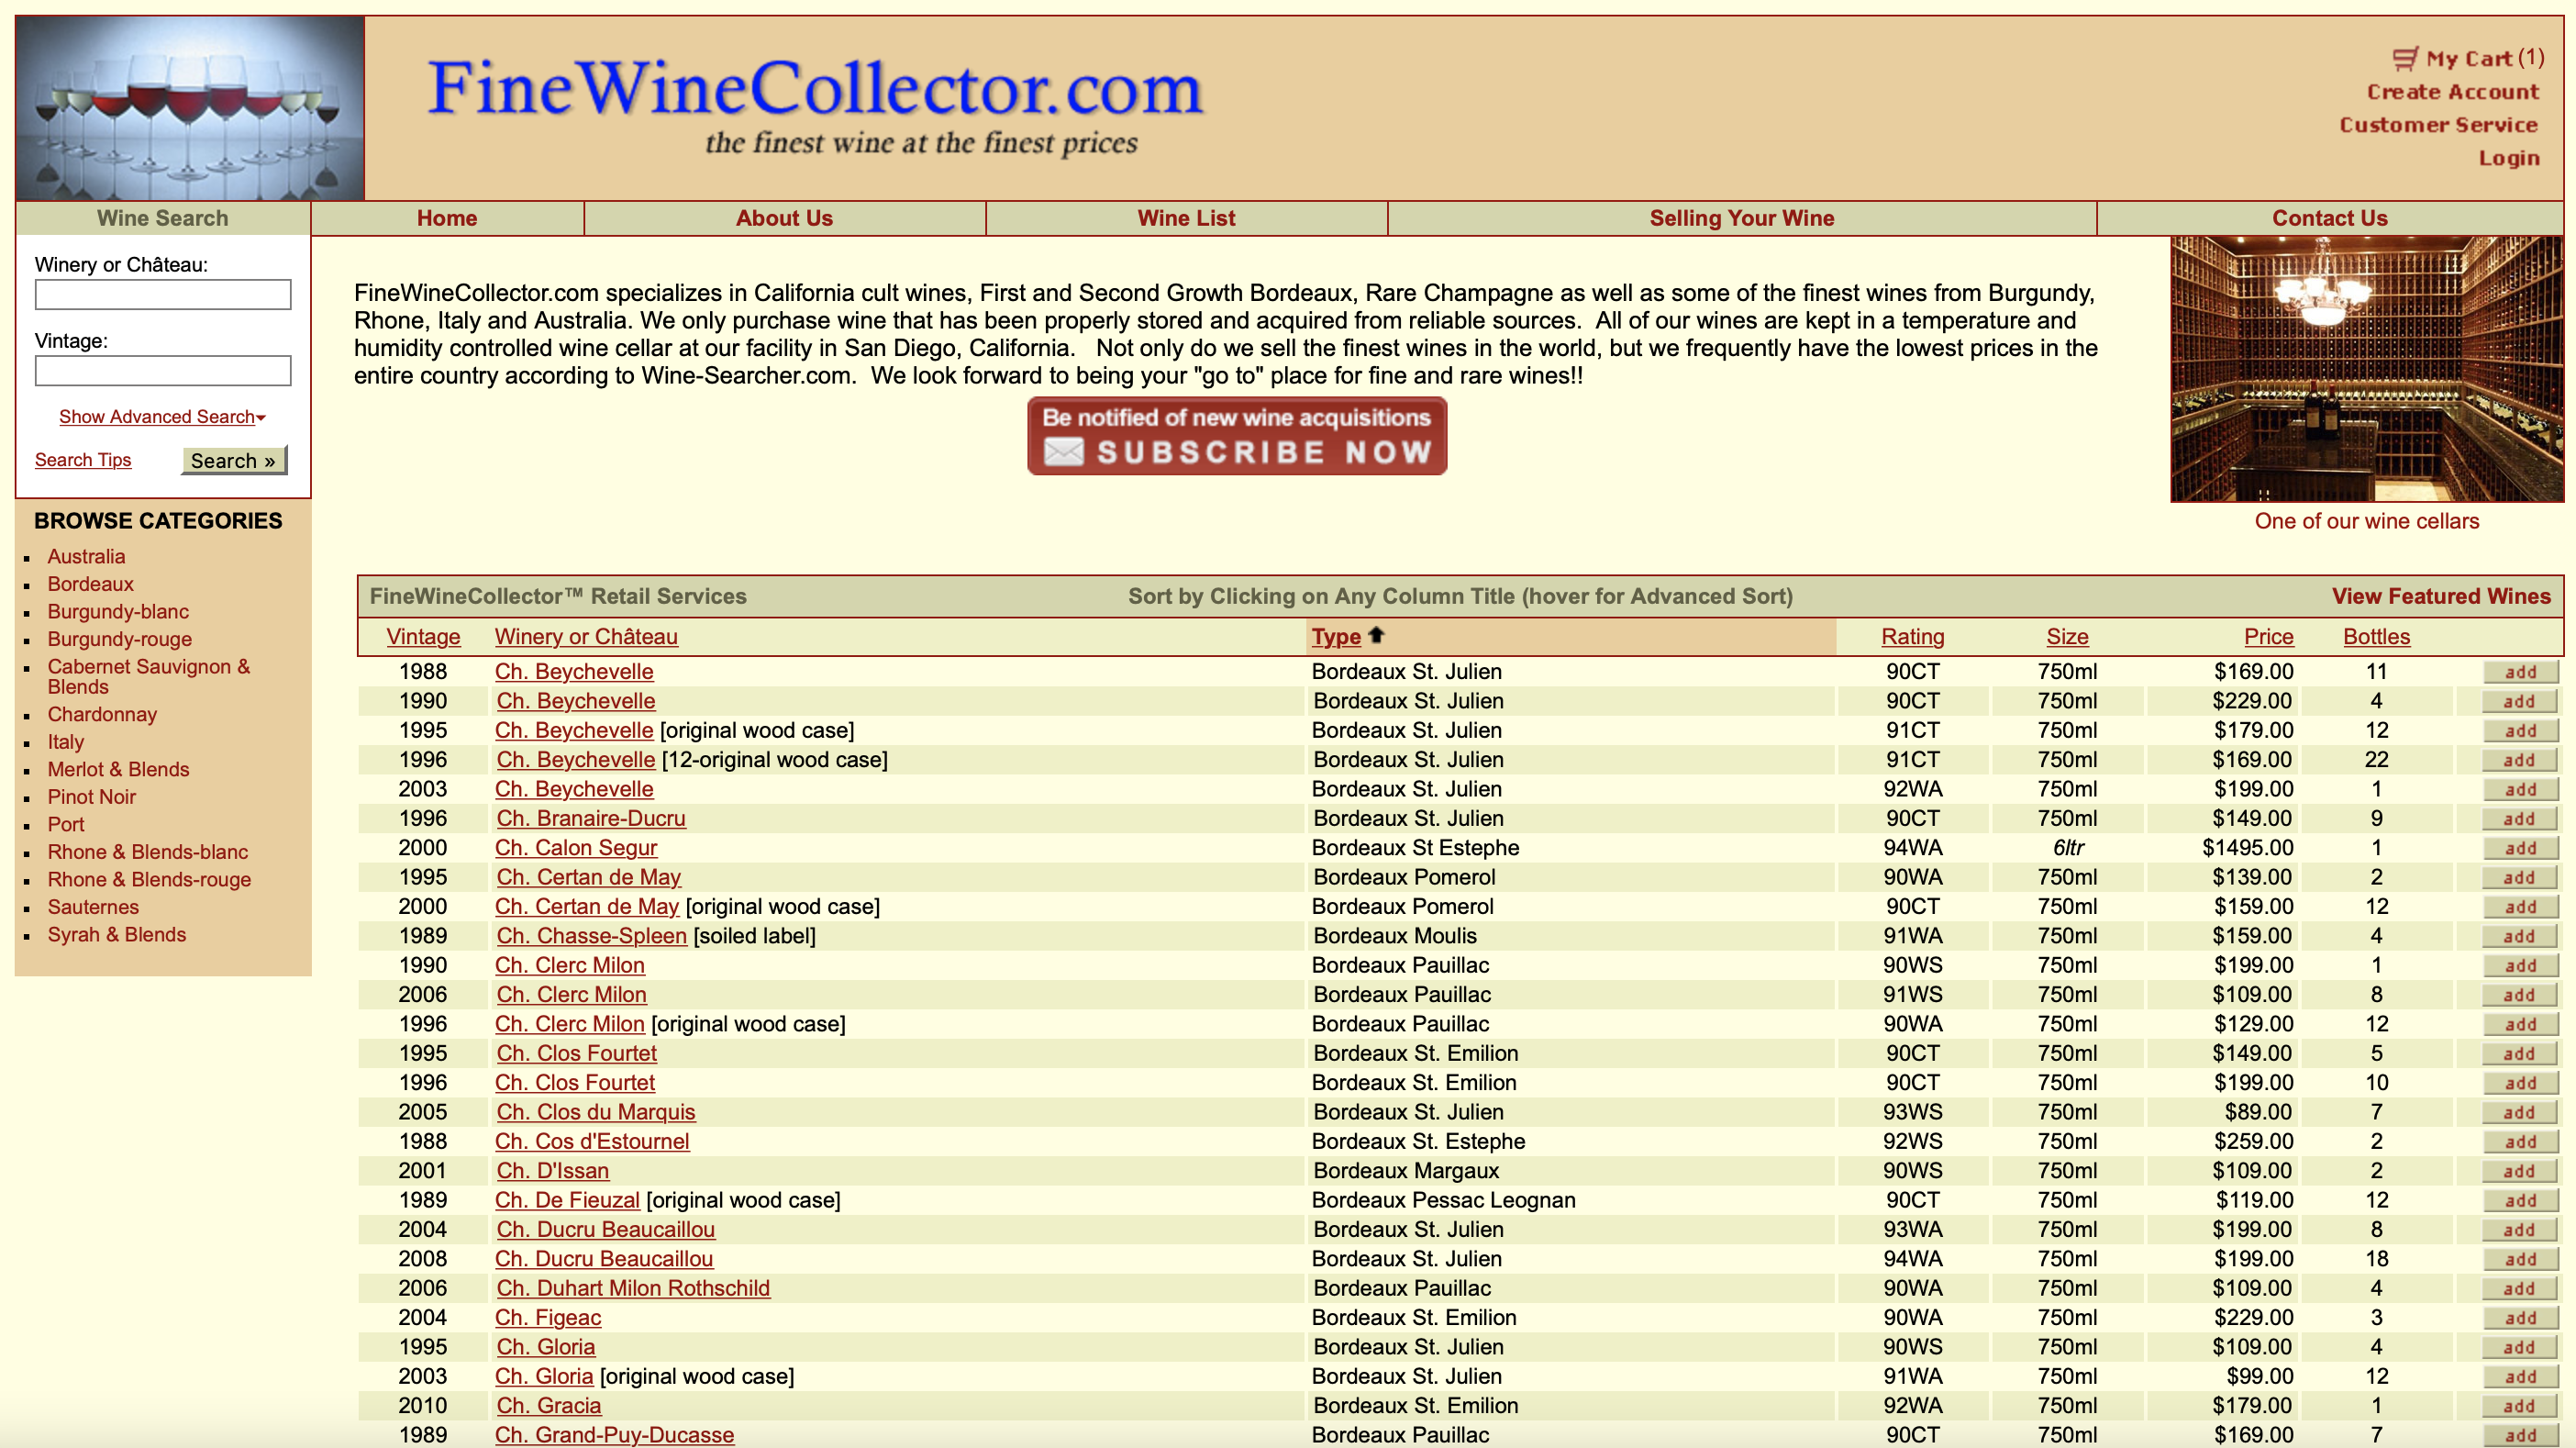 FineWineCollector.com
the finest wine at the finest prices
My Cart (1)
Create Account
Customer Service
Login
Wine Search
Home
About Us
Wine List
Selling Your Wine
Contact Us
Winery or Château:
Vintage:
Show Advanced Search
Search Tips
Search »
BROWSE CATEGORIES
Australia
Bordeaux
Burgundy-blanc
Burgundy-rouge
Cabernet Sauvignon &
Blends
Chardonnay
Italy
Merlot & Blends
Pinot Noir
Port
Rhone & Blends-blanc
Rhone & Blends-rouge
Sauternes
Syrah & Blends
FineWineCollector.com specializes in California cult wines, First and Second Growth Bordeaux, Rare Champagne as well as some of the finest wines from Burgundy,
Rhone, Italy and Australia. We only purchase wine that has been properly stored and acquired from reliable sources. All of our wines are kept in a temperature and
humidity controlled wine cellar at our facility in San Diego, California. Not only do we sell the finest wines in the world, but we frequently have the lowest prices in the
entire country according to Wine-Searcher.com. We look forward to being your "go to" place for fine and rare wines!!
Be notified of new wine acquisitions
SUBSCRIBE NOW
One of our wine cellars
FineWineCollector™ Retail Services Sort by Clicking on Any Column Title (hover for Advanced Sort) View Featured Wines
Vintage Winery or Château Type Rating Size Price Bottles
1988 Ch. Beychevelle Bordeaux St. Julien 90CT 750ml $169.00 11 add
1990 Ch. Beychevelle Bordeaux St. Julien 90CT 750ml $229.00 4 add
1995 Ch. Beychevelle [original wood case] Bordeaux St. Julien 91CT 750ml $179.00 12 add
1996 Ch. Beychevelle [12-original wood case] Bordeaux St. Julien 91CT 750ml $169.00 22 add
2003 Ch. Beychevelle Bordeaux St. Julien 92WA 750ml $199.00 1 add
1996 Ch. Branaire-Ducru Bordeaux St. Julien 90CT 750ml $149.00 9 add
2000 Ch. Calon Segur Bordeaux St Estephe 94WA 6ltr $1495.00 1 add
1995 Ch. Certan de May Bordeaux Pomerol 90WA 750ml $139.00 2 add
2000 Ch. Certan de May [original wood case] Bordeaux Pomerol 90CT 750ml $159.00 12 add
1989 Ch. Chasse-Spleen [soiled label] Bordeaux Moulis 91WA 750ml $159.00 4 add
1990 Ch. Clerc Milon Bordeaux Pauillac 90WS 750ml $199.00 1 add
2006 Ch. Clerc Milon Bordeaux Pauillac 91WS 750ml $109.00 8 add
1996 Ch. Clerc Milon [original wood case] Bordeaux Pauillac 90WA 750ml $129.00 12 add
1995 Ch. Clos Fourtet Bordeaux St. Emilion 90CT 750ml $149.00 5 add
1996 Ch. Clos Fourtet Bordeaux St. Emilion 90CT 750ml $199.00 10 add
2005 Ch. Clos du Marquis Bordeaux St. Julien 93WS 750ml $89.00 7 add
1988 Ch. Cos d'Estournel Bordeaux St. Estephe 92WS 750ml $259.00 2 add
2001 Ch. D'Issan Bordeaux Margaux 90WS 750ml $109.00 2 add
1989 Ch. De Fieuzal [original wood case] Bordeaux Pessac Leognan 90CT 750ml $119.00 12 add
2004 Ch. Ducru Beaucaillou Bordeaux St. Julien 93WA 750ml $199.00 8 add
2008 Ch. Ducru Beaucaillou Bordeaux St. Julien 94WA 750ml $199.00 18 add
2006 Ch. Duhart Milon Rothschild Bordeaux Pauillac 90WA 750ml $109.00 4 add
2004 Ch. Figeac Bordeaux St. Emilion 90WA 750ml $229.00 3 add
1995 Ch. Gloria Bordeaux St. Julien 90WS 750ml $109.00 4 add
2003 Ch. Gloria [original wood case] Bordeaux St. Julien 91WA 750ml $99.00 12 add
2010 Ch. Gracia Bordeaux St. Emilion 92WA 750ml $179.00 1 add
1989 Ch. Grand-Puy-Ducasse Bordeaux Pauillac 90CT 750ml $169.00 7 add